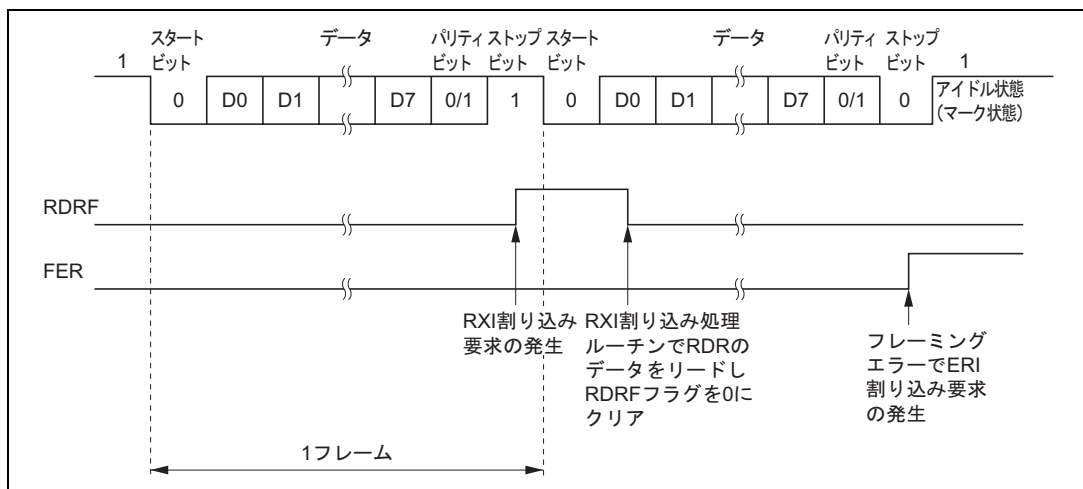 スタート
ビット
データ
パリティ
ビット
ストップ
ビット
スタート
ビット
データ
パリティ
ビット
ストップ
ビット
1
1
0
D0
D1
D7
0/1
1
0
D0
D1
D7
0/1
0
アイドル状態
(マーク状態)
RDRF
FER
RXI割り込み
要求の発生
RXI割り込み処理
ルーチンでRDRの
データをリードし
RDRFフラグを0に
クリア
フレーミング
エラーでERI
割り込み要求
の発生
1フレーム